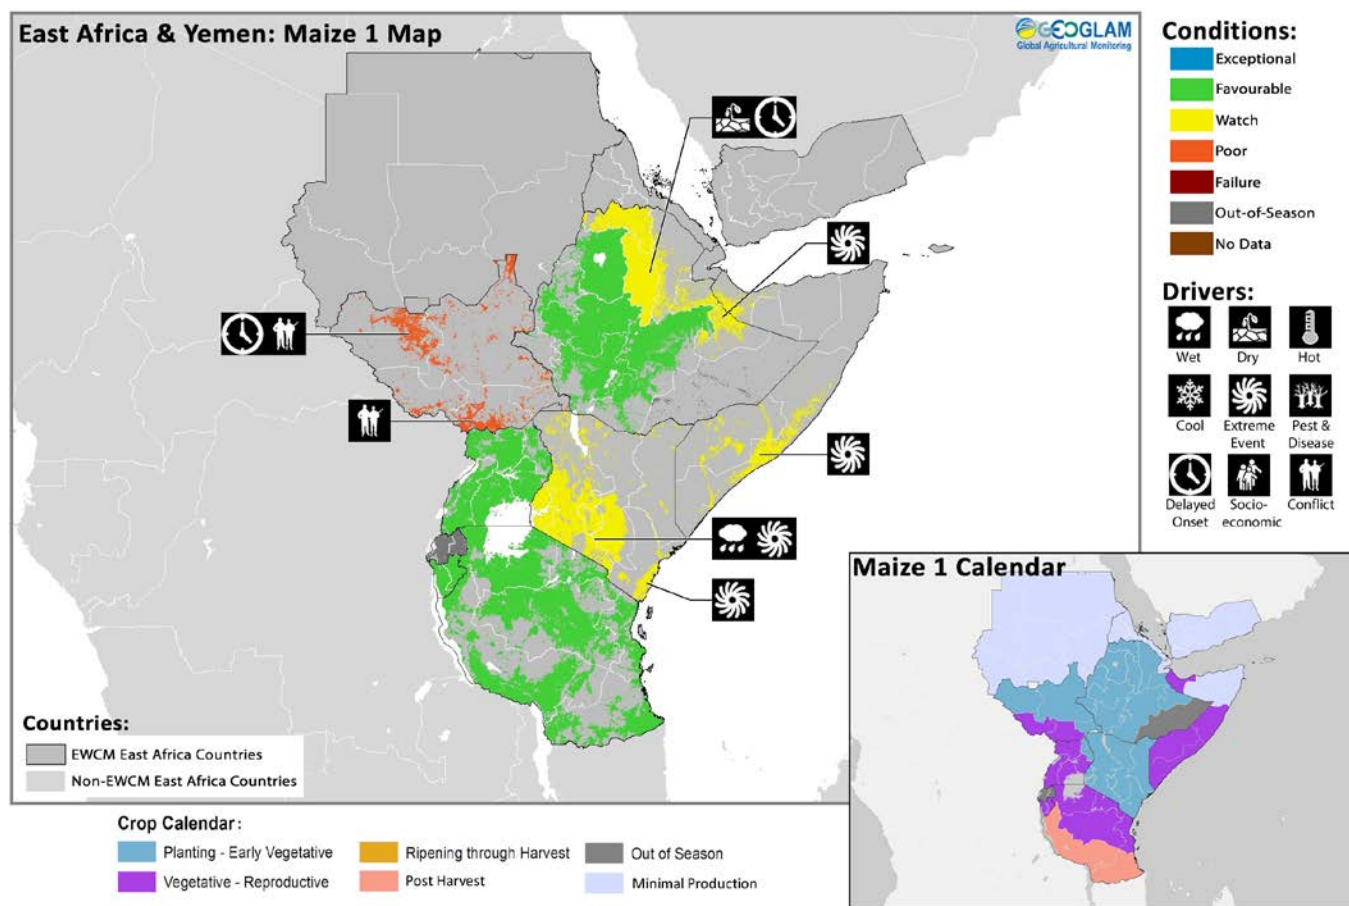 East Africa & Yemen: Maize 1 Map
GEOGLAM
Global Agricultural Monitoring
Conditions:
Exceptional
Favourable
Watch
Poor
Failure
Out-of-Season
No Data
Drivers:
Wet
Dry
Hot
Cool
Extreme
Event
Pest &
Disease
Delayed
Onset
Socio-
economic
Conflict
Countries:
EWCM East Africa Countries
Non-EWCM East Africa Countries
Maize 1 Calendar
Crop Calendar:
Planting - Early Vegetative
Ripening through Harvest
Out of Season
Vegetative - Reproductive
Post Harvest
Minimal Production